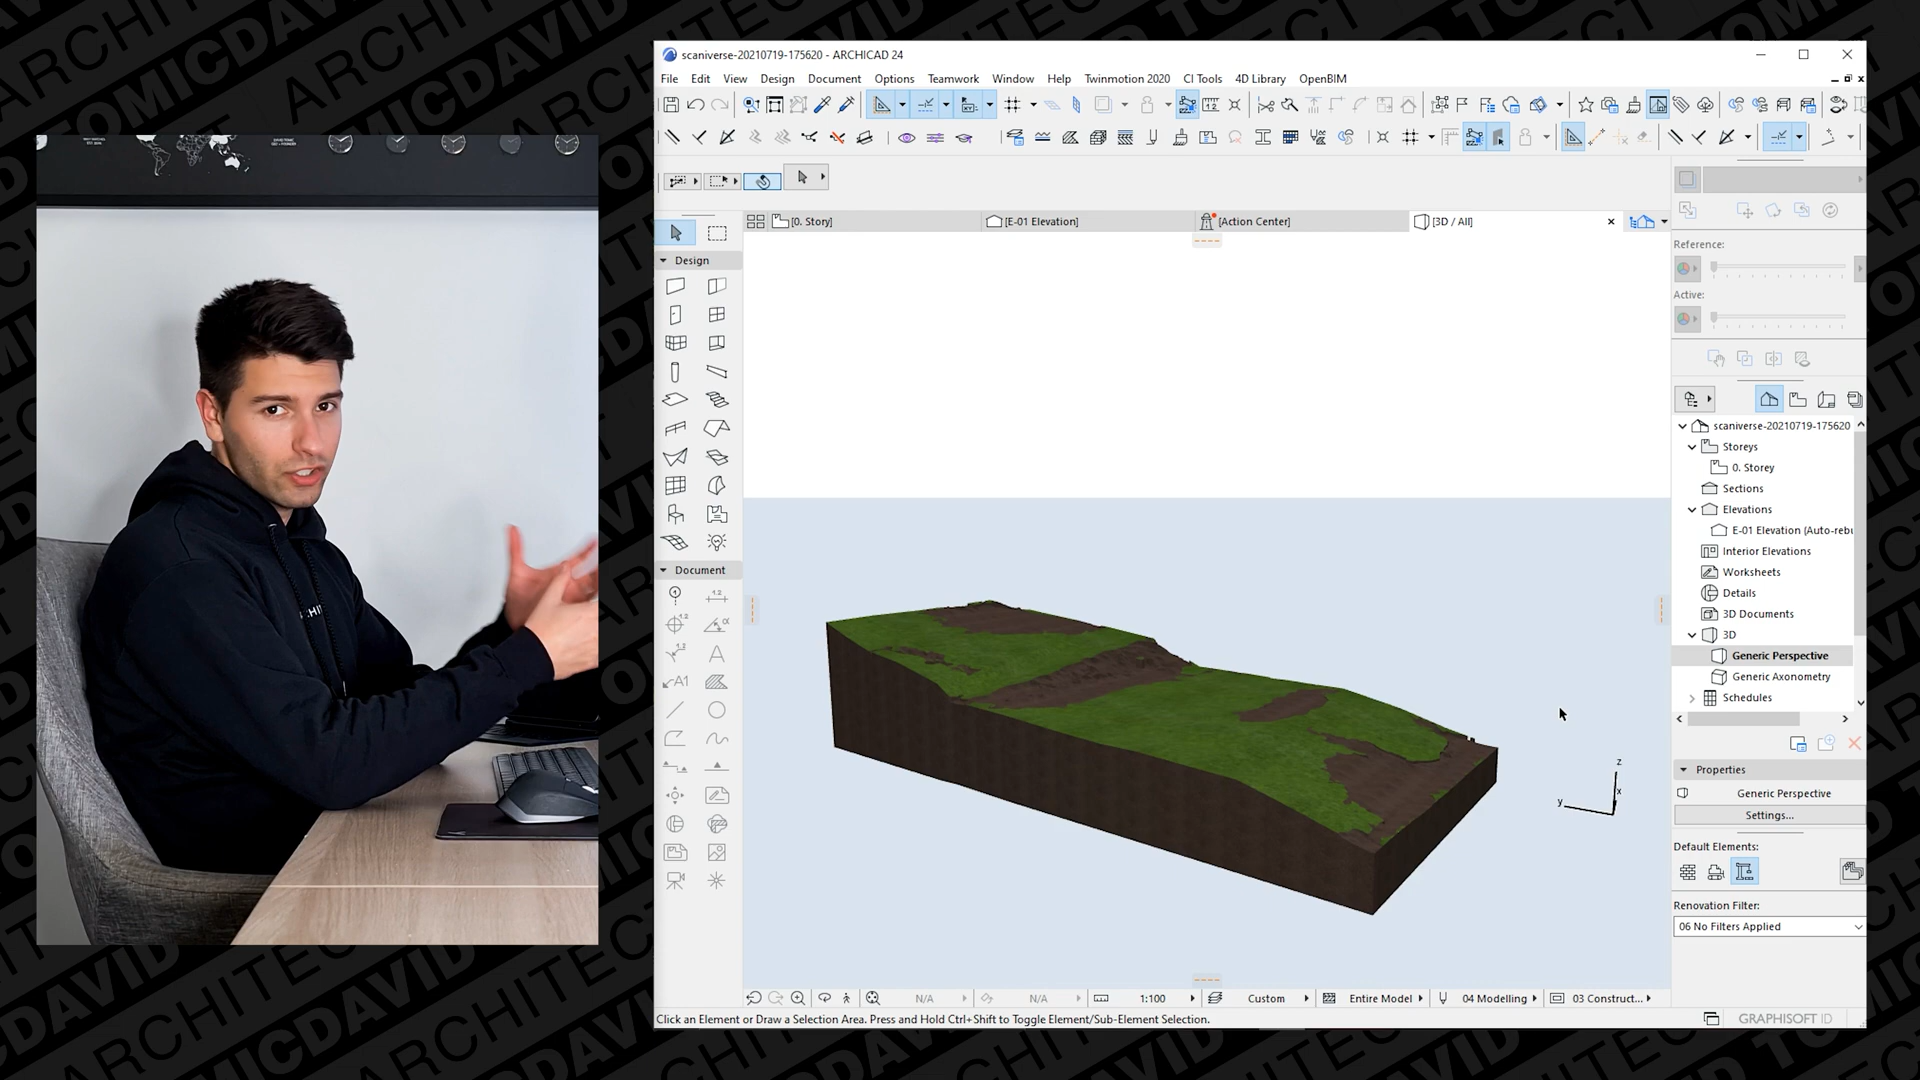 scaniverse-20210719-175620 - ARCHICAD 24
File Edit View Design Document Options Teamwork Window Help Twinmotion 2020 CI Tools 4D Library OpenBIM
[0. Story]
[E-01 Elevation]
[Action Center]
[3D / All]
Design
Document
Reference:
Active:
scaniverse-20210719-175620
Storeys
0. Storey
Sections
Elevations
E-01 Elevation (Auto-rebu
Interior Elevations
Worksheets
Details
3D Documents
3D
Generic Perspective
Generic Axonometry
Schedules
Properties
Generic Perspective
Settings...
Default Elements:
Renovation Filter:
06 No Filters Applied
z
x
y
N/A
N/A
1:100
Custom
Entire Model
04 Modelling
03 Construct...
Click an Element or Draw a Selection Area. Press and Hold Ctrl+Shift to Toggle Element/Sub-Element Selection.
GRAPHISOFT ID